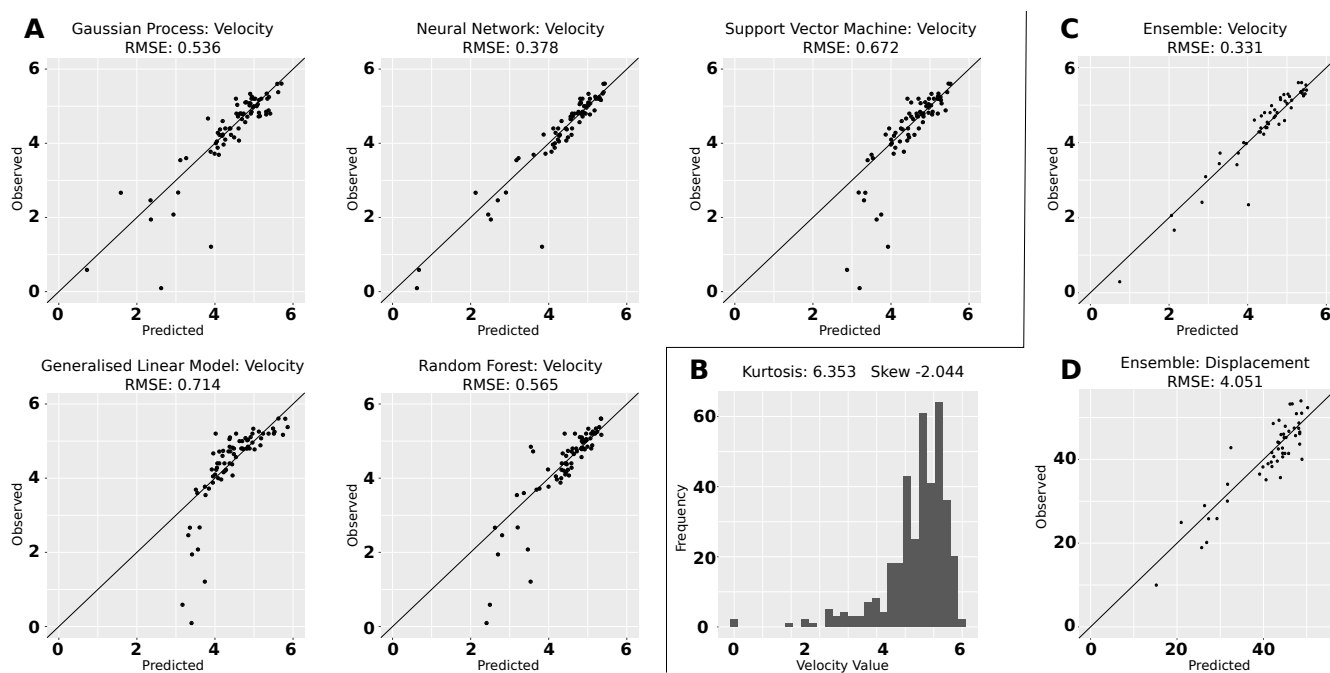 A
Gaussian Process: Velocity
RMSE: 0.536
6
4
2
0
Observed
0 2 4 6
Predicted
Neural Network: Velocity
RMSE: 0.378
6
4
2
0
Observed
0 2 4 6
Predicted
Support Vector Machine: Velocity
RMSE: 0.672
6
4
2
0
Observed
0 2 4 6
Predicted
Generalised Linear Model: Velocity
RMSE: 0.714
6
4
2
0
Observed
0 2 4 6
Predicted
Random Forest: Velocity
RMSE: 0.565
6
4
2
0
Observed
0 2 4 6
Predicted
B
Kurtosis: 6.353 Skew -2.044
60
40
20
0
Frequency
0 2 4 6
Velocity Value
C
Ensemble: Velocity
RMSE: 0.331
6
4
2
0
Observed
0 2 4 6
Predicted
D
Ensemble: Displacement
RMSE: 4.051
40
20
0
Observed
0 20 40
Predicted